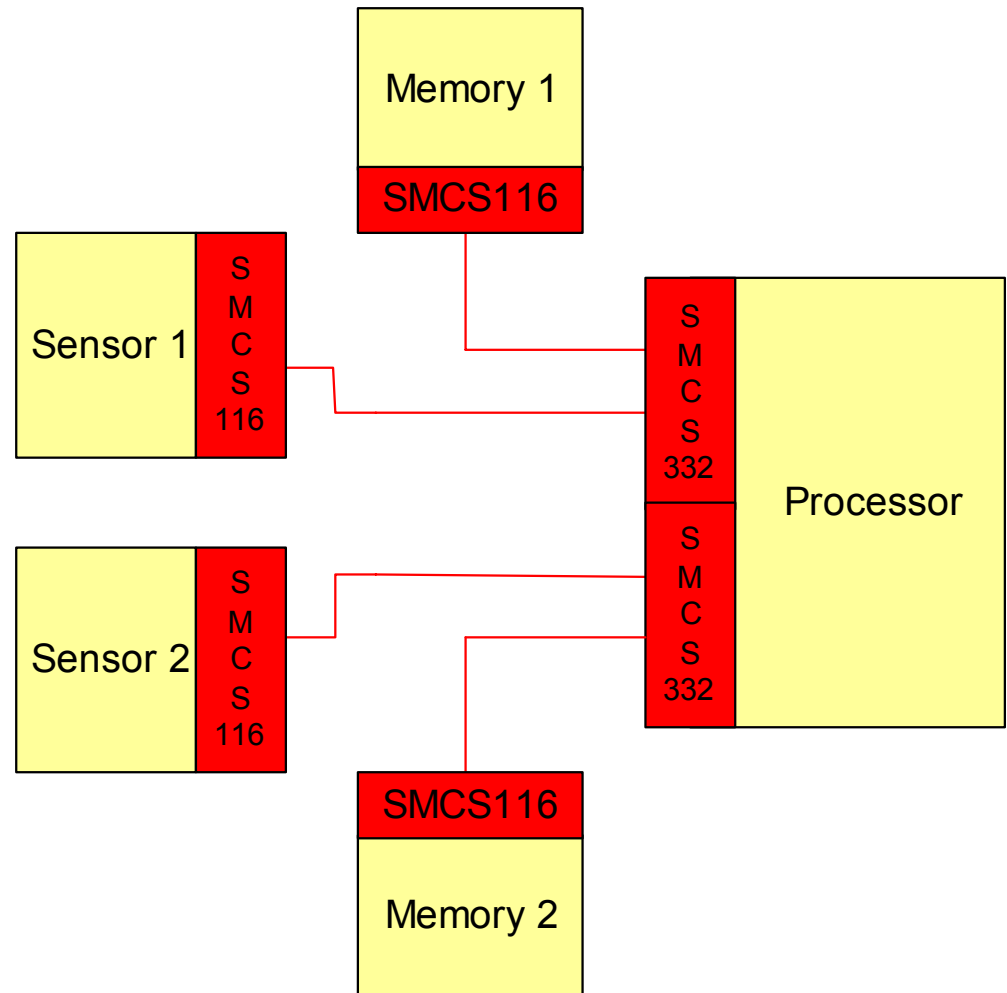 Memory 1
SMCS116
Sensor 1
S
M
C
S
116
S
M
C
S
332
Processor
Sensor 2
S
M
C
S
116
S
M
C
S
332
SMCS116
Memory 2